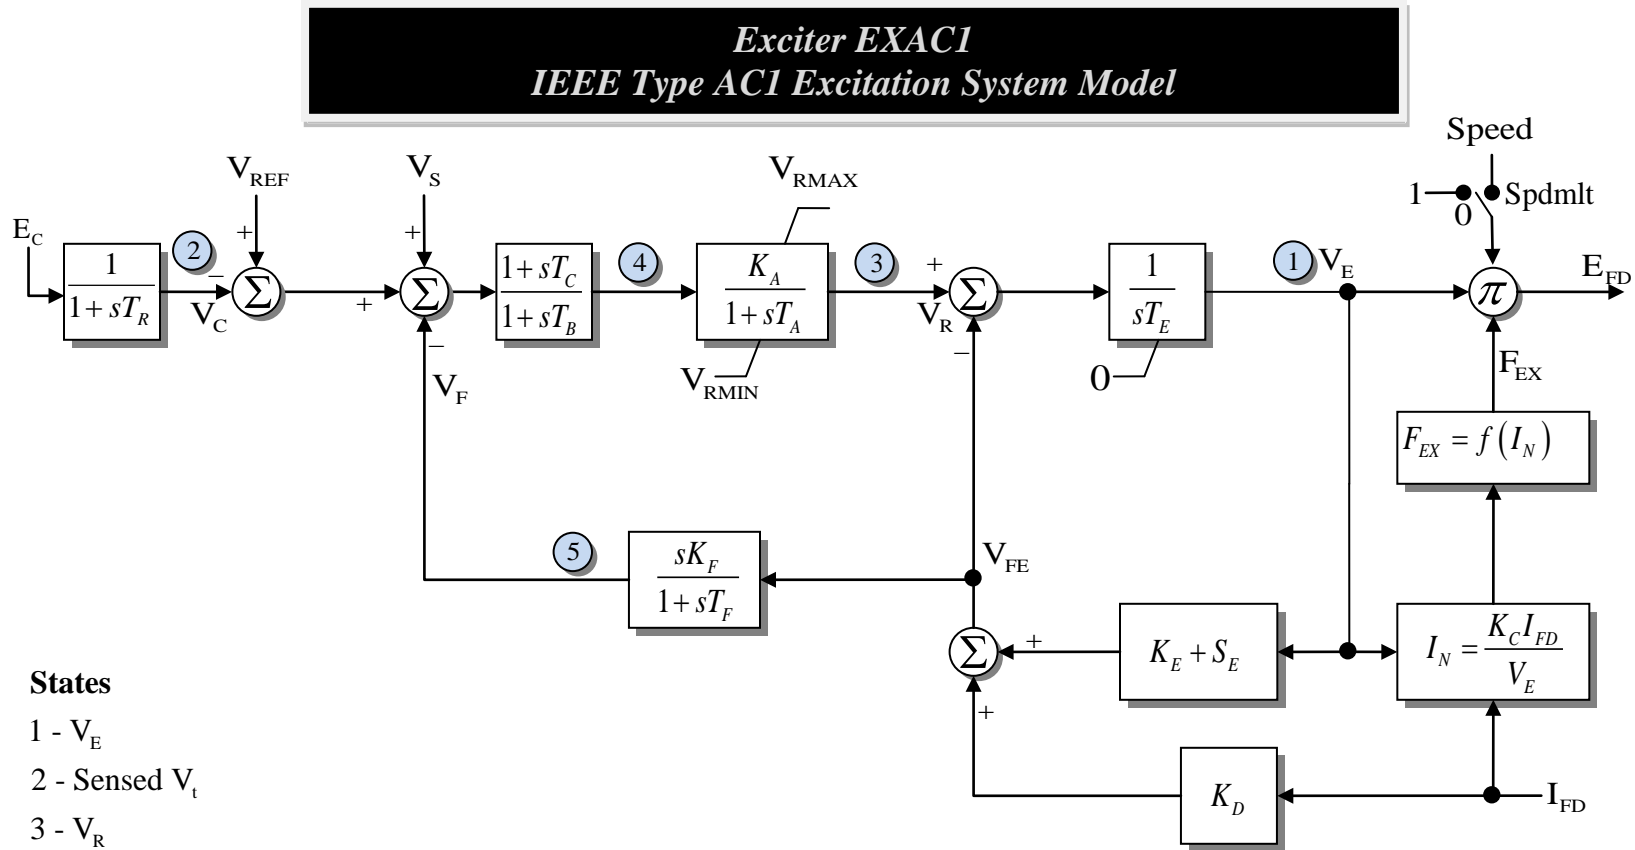 Exciter EXAC1
IEEE Type AC1 Excitation System Model
Speed
1
0
Spdmlt
V_REF
V_S
V_RMAX
E_C
+
+
1
1 + sT_R
2
−
V_C
Σ
+
Σ
−
V_F
1 + sT_C
1 + sT_B
4
K_A
1 + sT_A
V_RMIN
3
+
V_R
Σ
−
1
sT_E
0
1
V_E
π
E_FD
F_EX
F_EX = f(I_N)
5
sK_F
1 + sT_F
V_FE
Σ
+
+
K_E + S_E
I_N = K_C I_FD / V_E
K_D
I_FD
States
1 - V_E
2 - Sensed V_t
3 - V_R